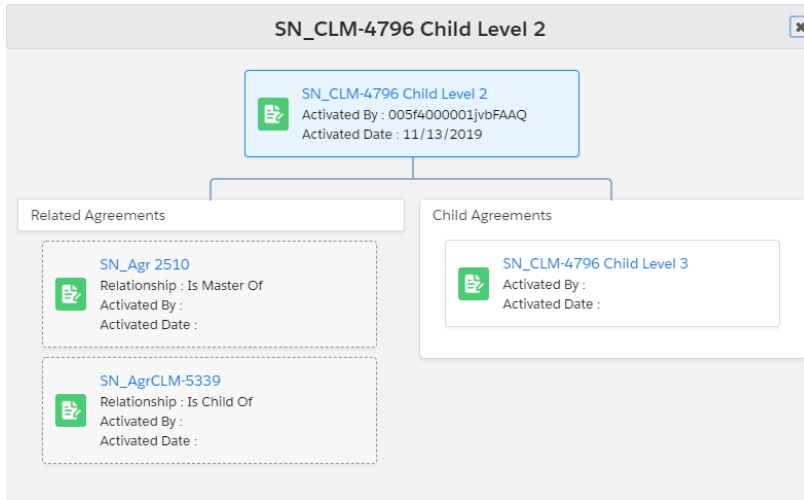 SN_CLM-4796 Child Level 2
SN_CLM-4796 Child Level 2
Activated By : 005f4000001jvbFAAQ
Activated Date : 11/13/2019
Related Agreements
SN_Agr 2510
Relationship : Is Master Of
Activated By :
Activated Date :
SN_AgrCLM-5339
Relationship : Is Child Of
Activated By :
Activated Date :
Child Agreements
SN_CLM-4796 Child Level 3
Activated By :
Activated Date :